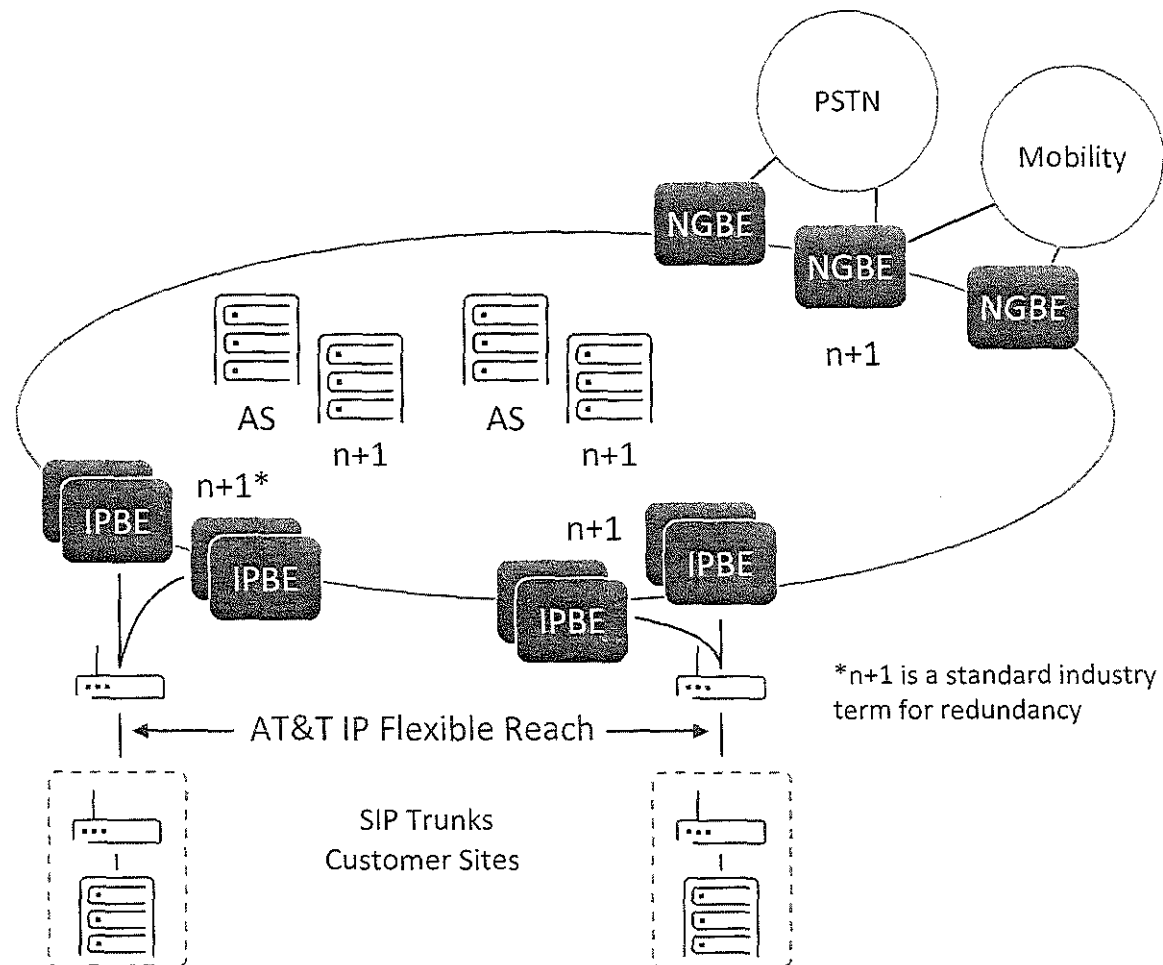 PSTN
Mobility
NGBE
NGBE
NGBE
n+1
AS
n+1
AS
n+1
IPBE
n+1*
IPBE
n+1
IPBE
IPBE
*n+1 is a standard industry
term for redundancy
AT&T IP Flexible Reach
SIP Trunks
Customer Sites